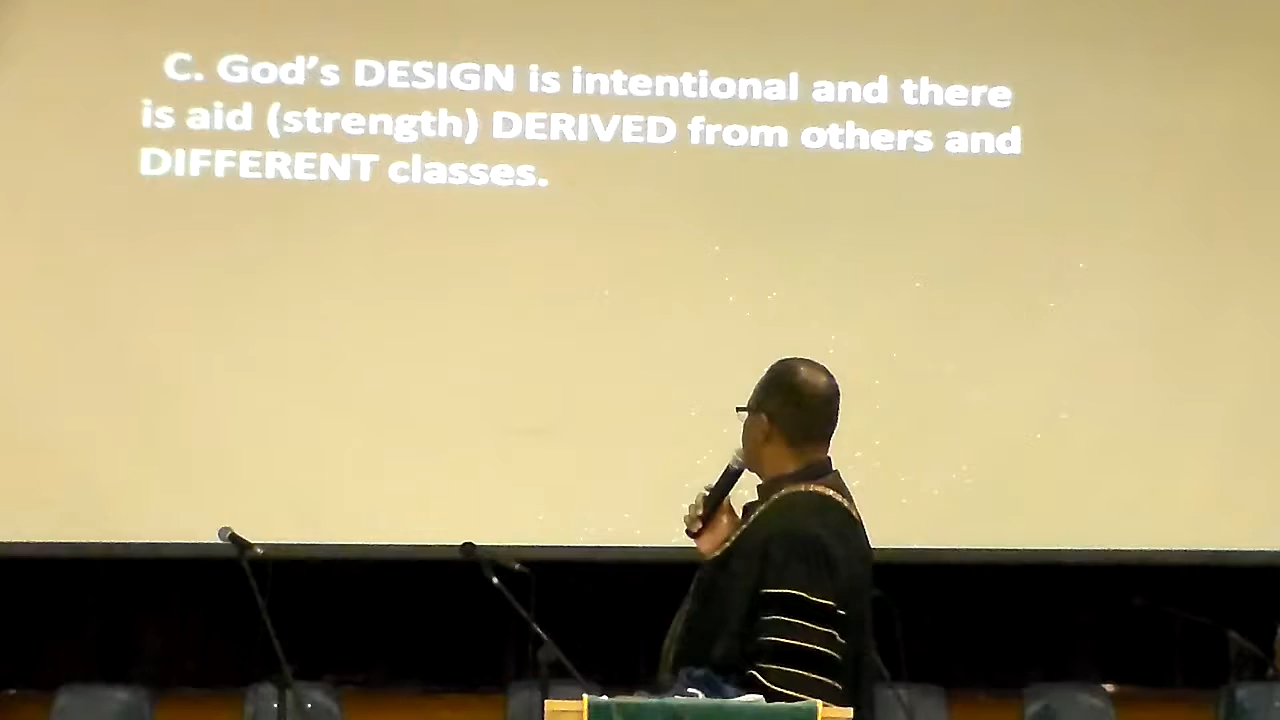 C. God's DESIGN is intentional and there
is aid (strength) DERIVED from others and
DIFFERENT classes.